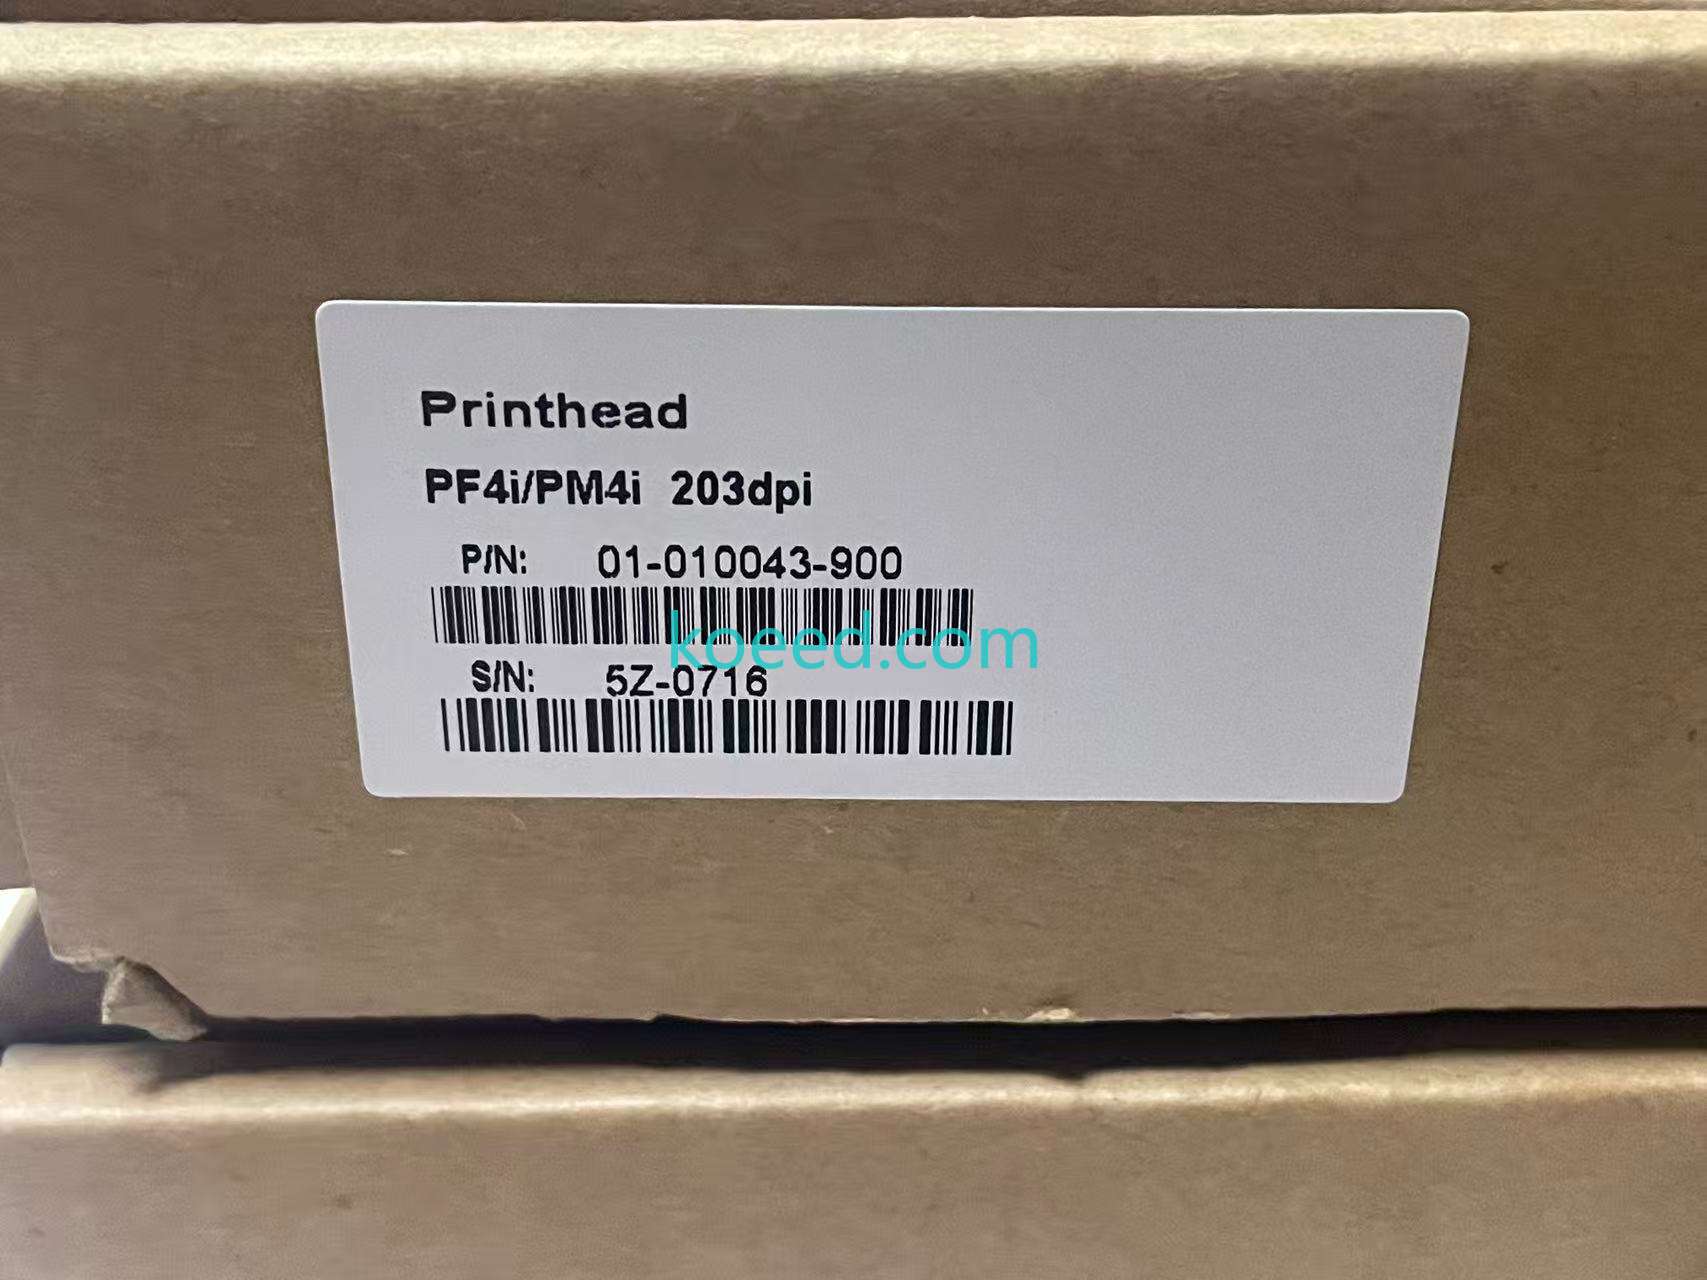 Printhead
PF4i/PM4i 203dpi
P/N: 01-010043-900
koeed.com
S/N: 5Z-0716